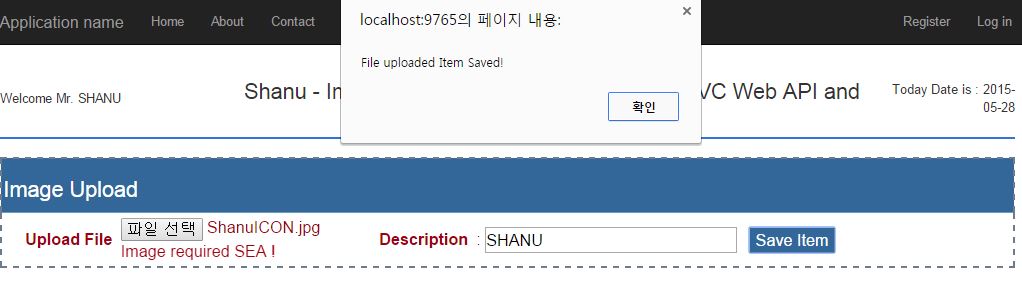 Application name Home About Contact Register Log in
localhost:9765의 페이지 내용:
File uploaded Item Saved!
확인
Welcome Mr. SHANU
Shanu - VC Web API and
Today Date is : 2015-
05-28
Image Upload
Upload File 파일 선택 ShanuICON.jpg
Image required SEA !
Description : SHANU Save Item